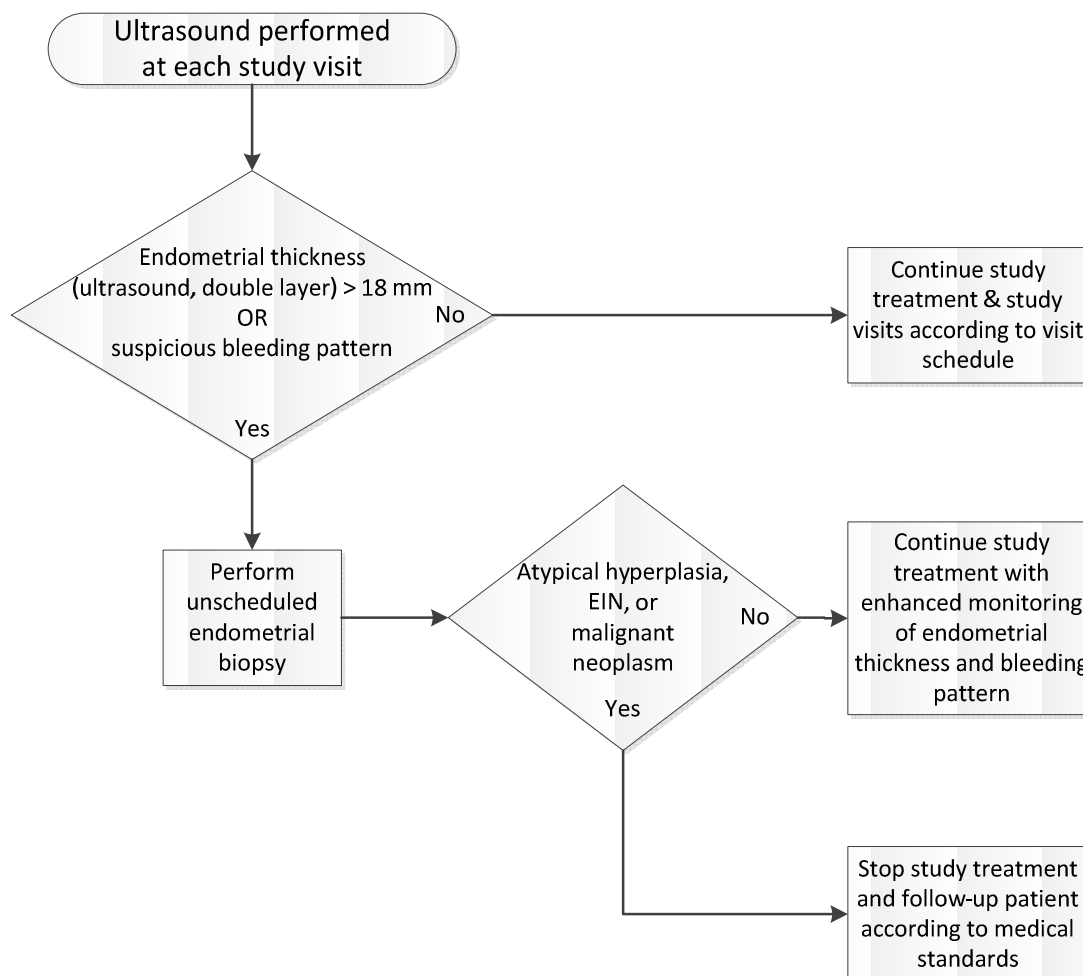 Ultrasound performed
at each study visit
Endometrial thickness
(ultrasound, double layer) > 18 mm
OR
suspicious bleeding pattern
No
Yes
Continue study
treatment & study
visits according to visit
schedule
Perform
unscheduled
endometrial
biopsy
Atypical hyperplasia,
EIN, or
malignant
neoplasm
No
Yes
Continue study
treatment with
enhanced monitoring
of endometrial
thickness and bleeding
pattern
Stop study treatment
and follow-up patient
according to medical
standards